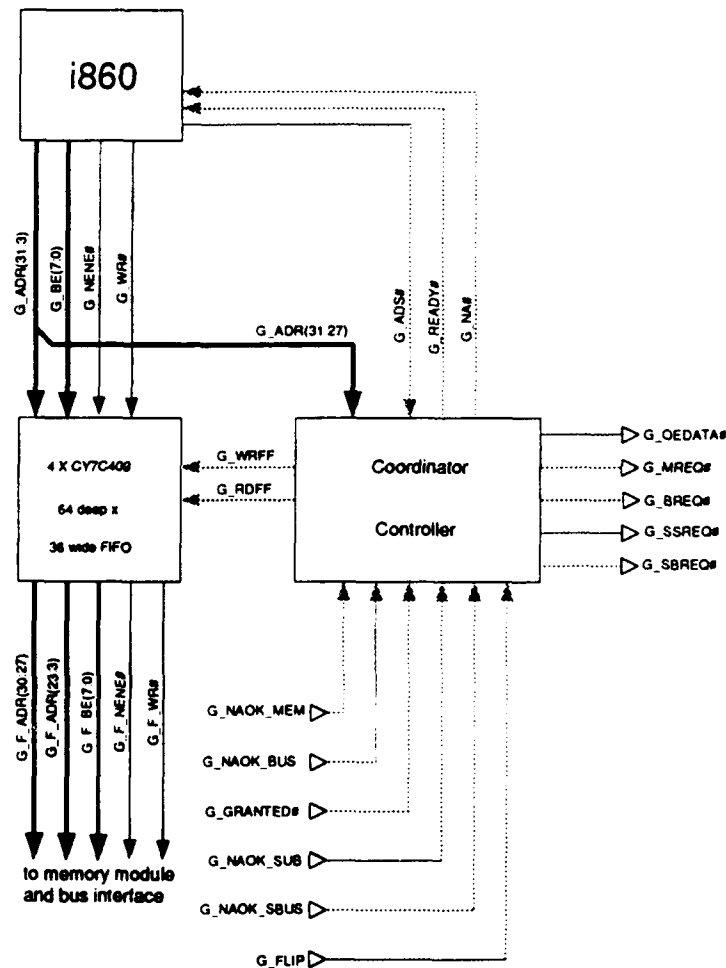 i860
G_ADR(31:3)
G_BE(7:0)
G_NENE#
G_WR#
G_ADR(31:27)
G_ADS#
G_READY#
G_NA#
4 X CY7C409
64 deep x
36 wide FIFO
G_WRFF
G_RDFF
Coordinator
Controller
G_OEDATA#
G_MREQ#
G_BREQ#
G_SSREQ#
G_SBREQ#
G_F_ADR(30:27)
G_F_ADR(23:3)
G_F_BE(7:0)
G_F_NENE#
G_F_WR#
to memory module
and bus interface
G_NAOK_MEM
G_NAOK_BUS
G_GRANTED#
G_NAOK_SUB
G_NAOK_SBUS
G_FLIP